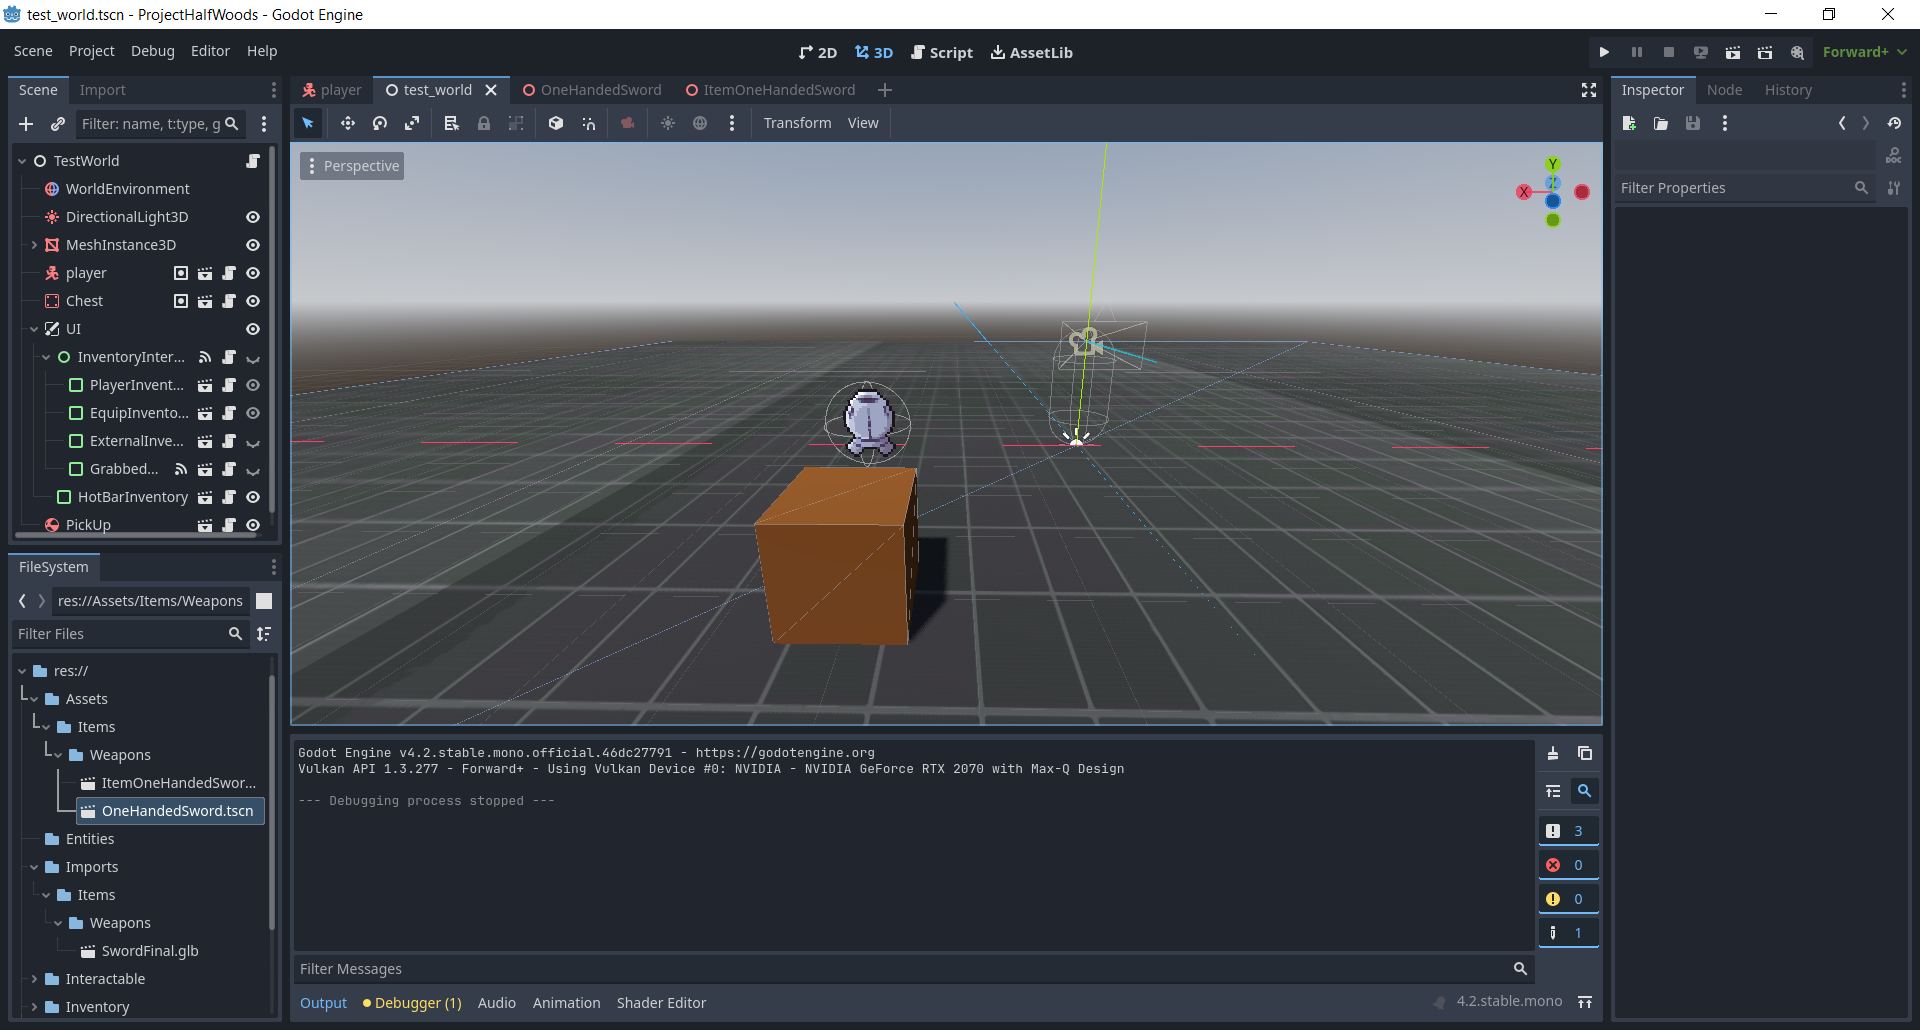 test_world.tscn - ProjectHalfWoods - Godot Engine
Scene Project Debug Editor Help
2D 3D Script AssetLib
Forward+
Scene Import
Filter: name, t:type, g
TestWorld
WorldEnvironment
DirectionalLight3D
MeshInstance3D
player
Chest
UI
InventoryInter...
PlayerInvent...
EquipInvento...
ExternalInve...
Grabbed...
HotBarInventory
PickUp
FileSystem
res://Assets/Items/Weapons
Filter Files
res://
Assets
Items
Weapons
ItemOneHandedSwor...
OneHandedSword.tscn
Entities
Imports
Items
Weapons
SwordFinal.glb
Interactable
Inventory
player test_world OneHandedSword ItemOneHandedSword
Transform View
Perspective
Y
Z
X
Godot Engine v4.2.stable.mono.official.46dc27791 - https://godotengine.org
Vulkan API 1.3.277 - Forward+ - Using Vulkan Device #0: NVIDIA - NVIDIA GeForce RTX 2070 with Max-Q Design
--- Debugging process stopped ---
3
0
0
1
Filter Messages
Output Debugger (1) Audio Animation Shader Editor
4.2.stable.mono
Inspector Node History
DOC
Filter Properties